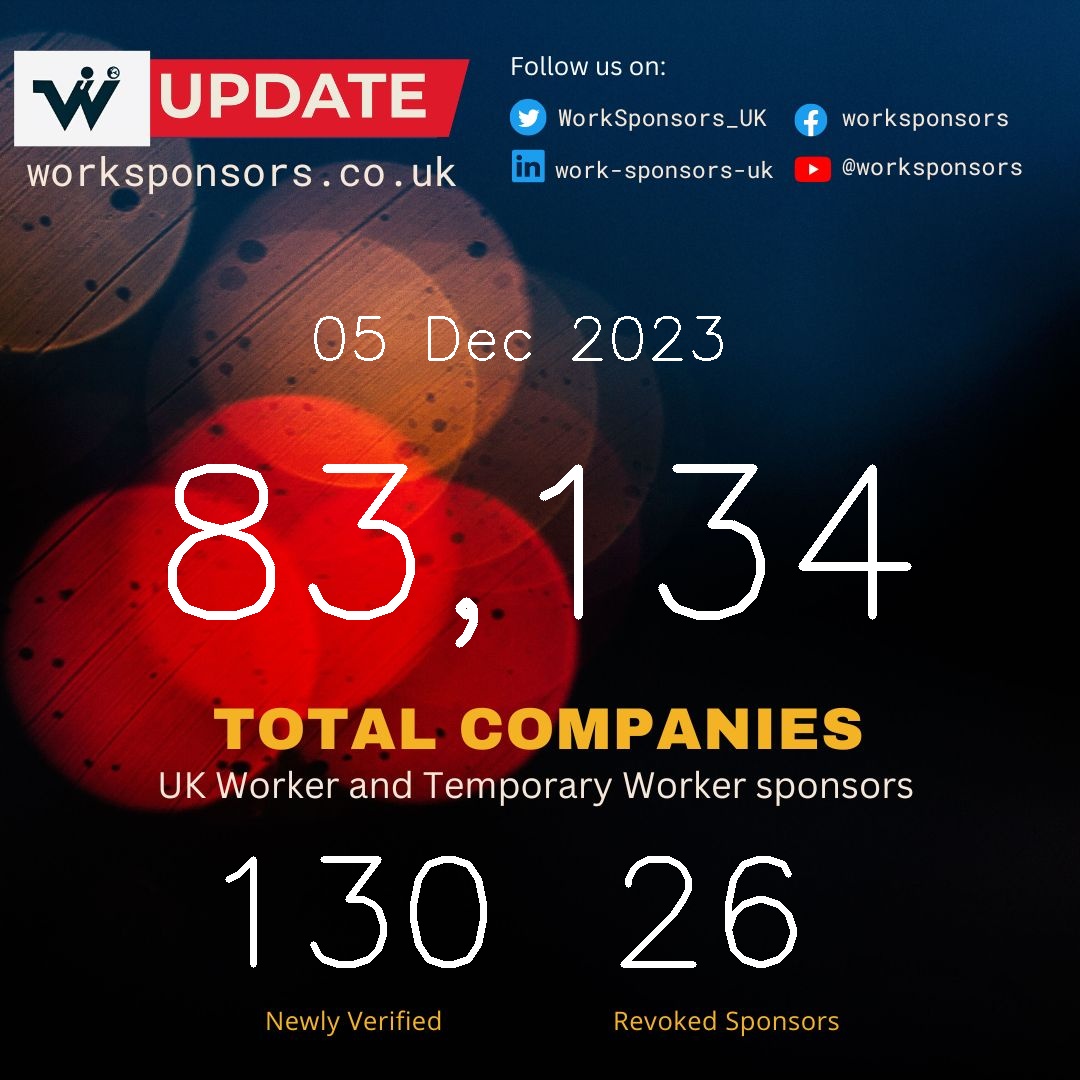 UPDATE
worksponsors.co.uk
Follow us on:
WorkSponsors_UK
worksponsors
work-sponsors-uk
@worksponsors
05 Dec 2023
83,134
TOTAL COMPANIES
UK Worker and Temporary Worker sponsors
130 26
Newly Verified Revoked Sponsors